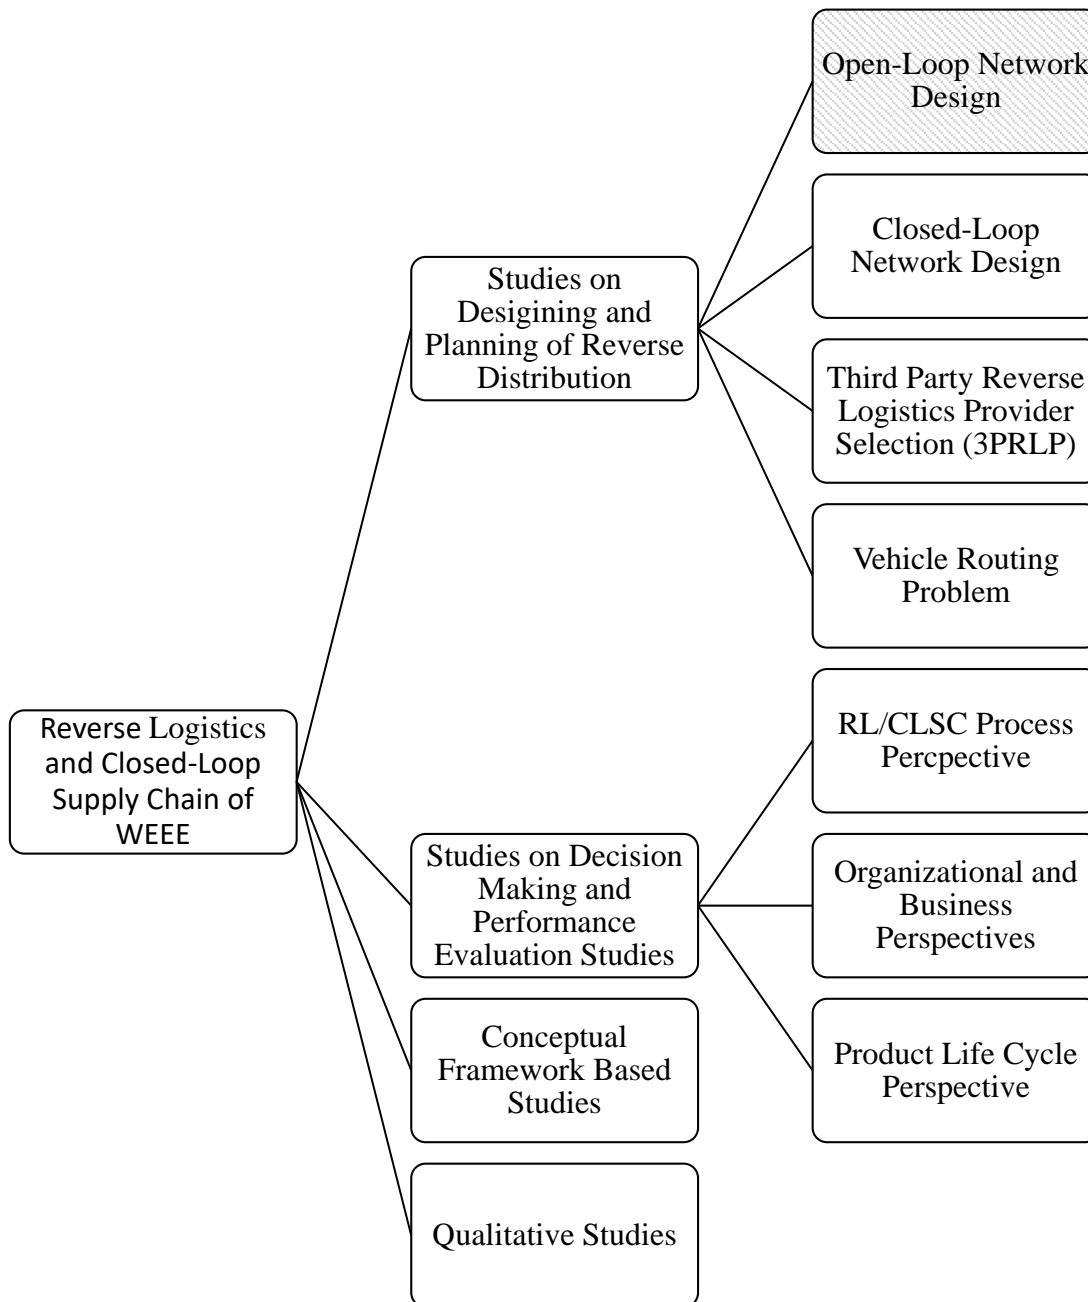 Open-Loop Network
Design
Closed-Loop
Network Design
Studies on
Desigining and
Planning of Reverse
Distribution
Third Party Reverse
Logistics Provider
Selection (3PRLP)
Vehicle Routing
Problem
Reverse Logistics
and Closed-Loop
Supply Chain of
WEEE
RL/CLSC Process
Percpective
Studies on Decision
Making and
Performance
Evaluation Studies
Organizational and
Business
Perspectives
Conceptual
Framework Based
Studies
Product Life Cycle
Perspective
Qualitative Studies